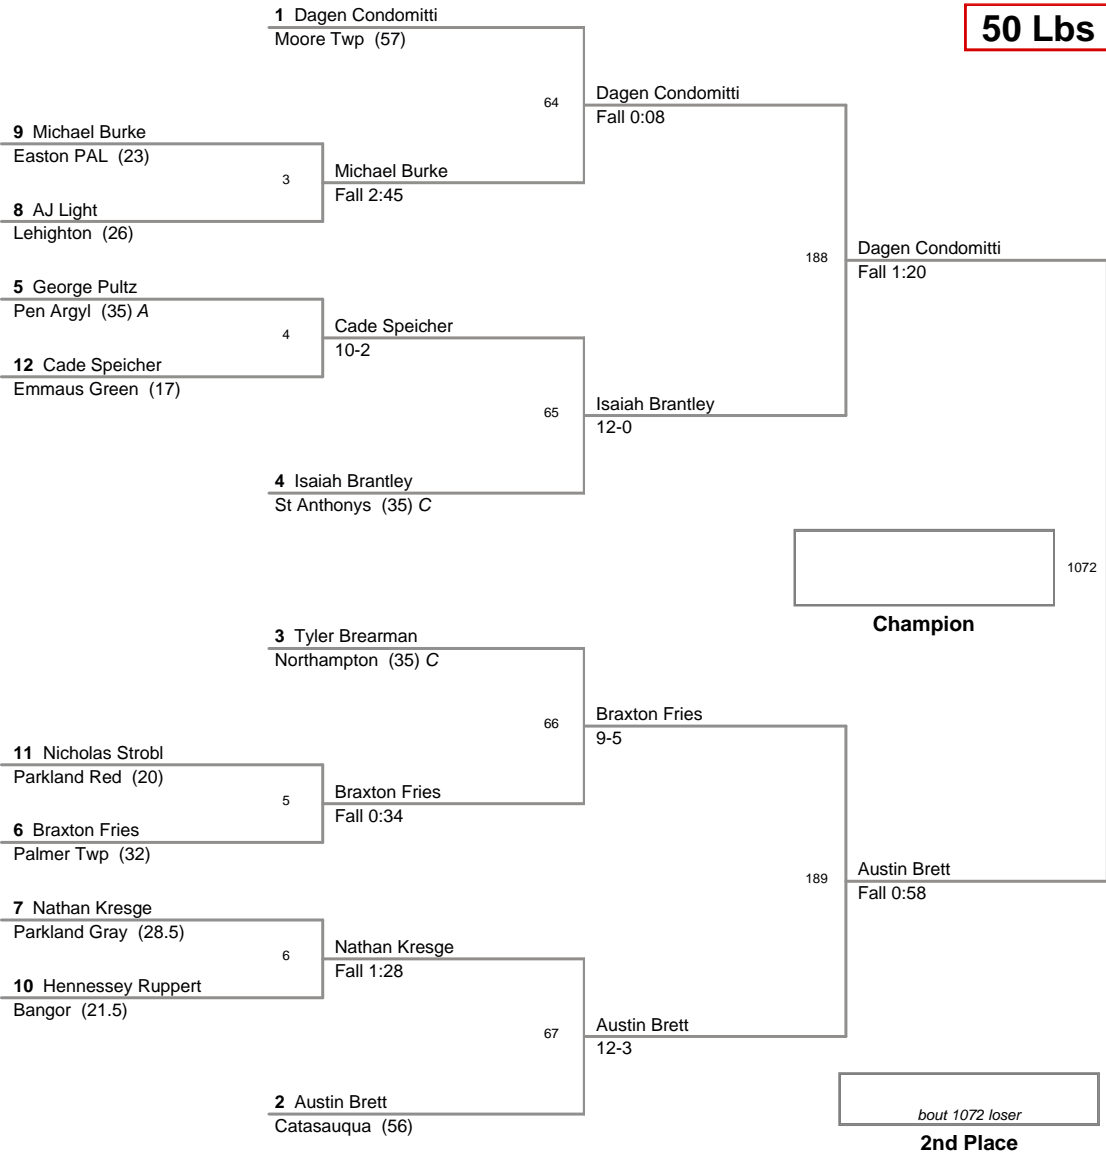 1 Dagen Condomitti
Moore Twp (57)
50 Lbs
64
Dagen Condomitti
Fall 0:08
9 Michael Burke
Easton PAL (23)
3
Michael Burke
Fall 2:45
8 AJ Light
Lehighton (26)
188
Dagen Condomitti
Fall 1:20
5 George Pultz
Pen Argyl (35) A
4
Cade Speicher
10-2
12 Cade Speicher
Emmaus Green (17)
65
Isaiah Brantley
12-0
4 Isaiah Brantley
St Anthonys (35) C
1072
Champion
3 Tyler Brearman
Northampton (35) C
66
Braxton Fries
9-5
11 Nicholas Strobl
Parkland Red (20)
5
Braxton Fries
Fall 0:34
6 Braxton Fries
Palmer Twp (32)
189
Austin Brett
Fall 0:58
7 Nathan Kresge
Parkland Gray (28.5)
6
Nathan Kresge
Fall 1:28
10 Hennessey Ruppert
Bangor (21.5)
67
Austin Brett
12-3
2 Austin Brett
Catasauqua (56)
bout 1072 loser
2nd Place